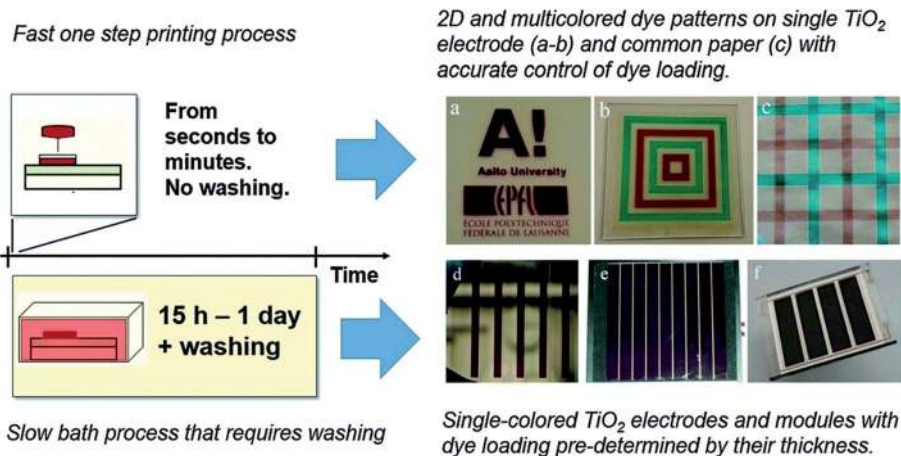 Fast one step printing process
2D and multicolored dye patterns on single TiO₂
electrode (a-b) and common paper (c) with
accurate control of dye loading.
From
seconds to
minutes.
No washing.
a
A!
Aalto University
EPFL
ÉCOLE POLYTECHNIQUE
FÉDÉRALE DE LAUSANNE
b
c
Time
15 h – 1 day
+ washing
d
e
f
Slow bath process that requires washing
Single-colored TiO₂ electrodes and modules with
dye loading pre-determined by their thickness.